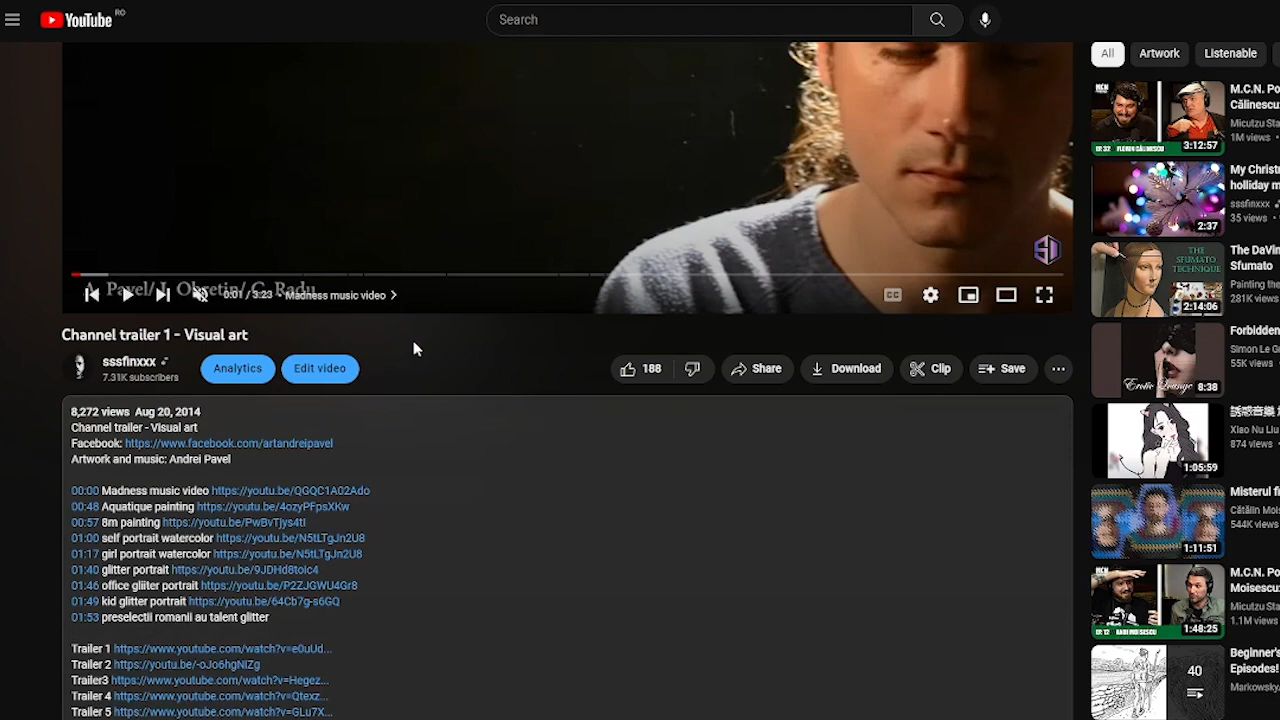 YouTube RO
Search
All
Artwork
Listenable
A. Pavel/ I. Obretin/ C. Radu
0:01 / 3:23 • Madness music video
CC
SD
Channel trailer 1 - Visual art
sssfinxxx
7.31K subscribers
Analytics
Edit video
188
Share
Download
Clip
Save
8,272 views Aug 20, 2014
Channel trailer - Visual art
Facebook: https://www.facebook.com/artandreipavel
Artwork and music: Andrei Pavel
00:00 Madness music video https://youtu.be/QGQC1A02Ado
00:48 Aquatique painting https://youtu.be/4ozyPFpsXKw
00:57 8m painting https://youtu.be/PwBvTjys4tI
01:00 self portrait watercolor https://youtu.be/N5tLTgJn2U8
01:17 girl portrait watercolor https://youtu.be/N5tLTgJn2U8
01:40 glitter portrait https://youtu.be/9JDHd8toIc4
01:46 office gliiter portrait https://youtu.be/P2ZJGWU4Gr8
01:49 kid glitter portrait https://youtu.be/64Cb7g-s6GQ
01:53 preselectii romanii au talent glitter
Trailer 1 https://www.youtube.com/watch?v=e0uUd...
Trailer 2 https://youtu.be/-oJo6hgNIZg
Trailer3 https://www.youtube.com/watch?v=Hegez...
Trailer 4 https://www.youtube.com/watch?v=Qtexz...
Trailer 5 https://www.youtube.com/watch?v=GLu7X...
MCN
3:12:57
M.C.N. Po
Călinescu:
Micutzu Sta
1M views
2:37
My Christ
holliday m
sssfinxxx
35 views
THE
SFUMATO
TECHNIQUE
2:14:06
The DaVin
Sfumato
Painting the
281K views
Erotic Lounge
8:38
Forbidden
Simon Le G
55K views
1:05:59
誘惑音樂
Xiao Nu Liu
874 views
1:11:51
Misterul fi
Cătălin Mois
544K views
1:48:25
M.C.N. Po
Moisescu:
Micutzu Sta
1.1M views
40
Beginner's
Episodes!
Markowsky